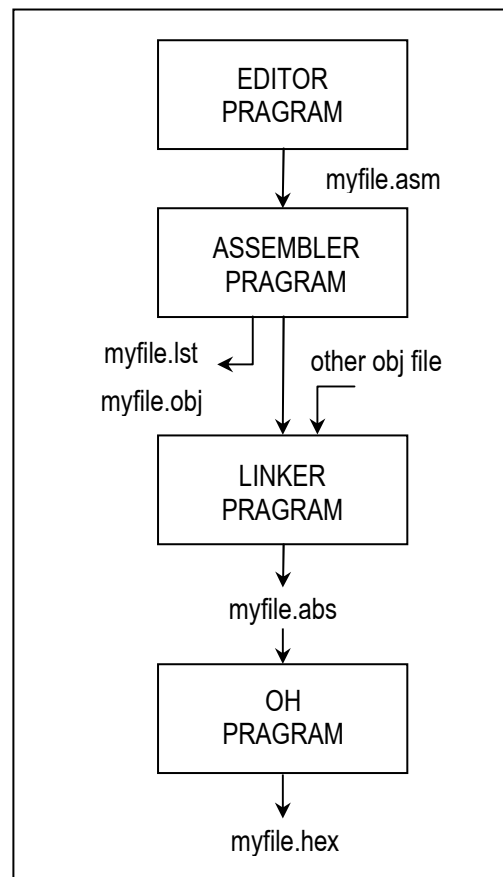 EDITOR
PRAGRAM
myfile.asm
ASSEMBLER
PRAGRAM
myfile.lst
other obj file
myfile.obj
LINKER
PRAGRAM
myfile.abs
OH
PRAGRAM
myfile.hex